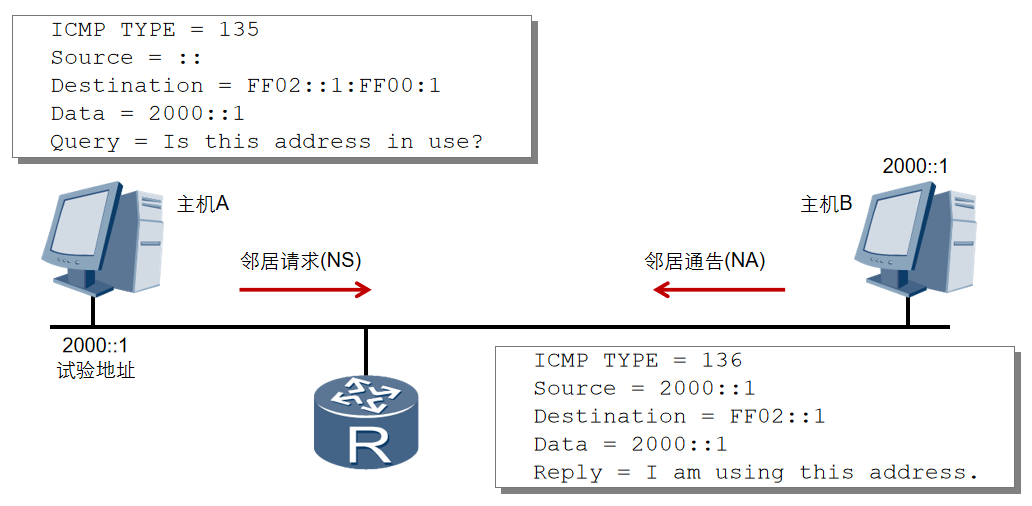 ICMP TYPE = 135
Source = ::
Destination = FF02::1:FF00:1
Data = 2000::1
Query = Is this address in use?
2000::1
主机A
主机B
邻居请求(NS)
邻居通告(NA)
2000::1
试验地址
R
ICMP TYPE = 136
Source = 2000::1
Destination = FF02::1
Data = 2000::1
Reply = I am using this address.